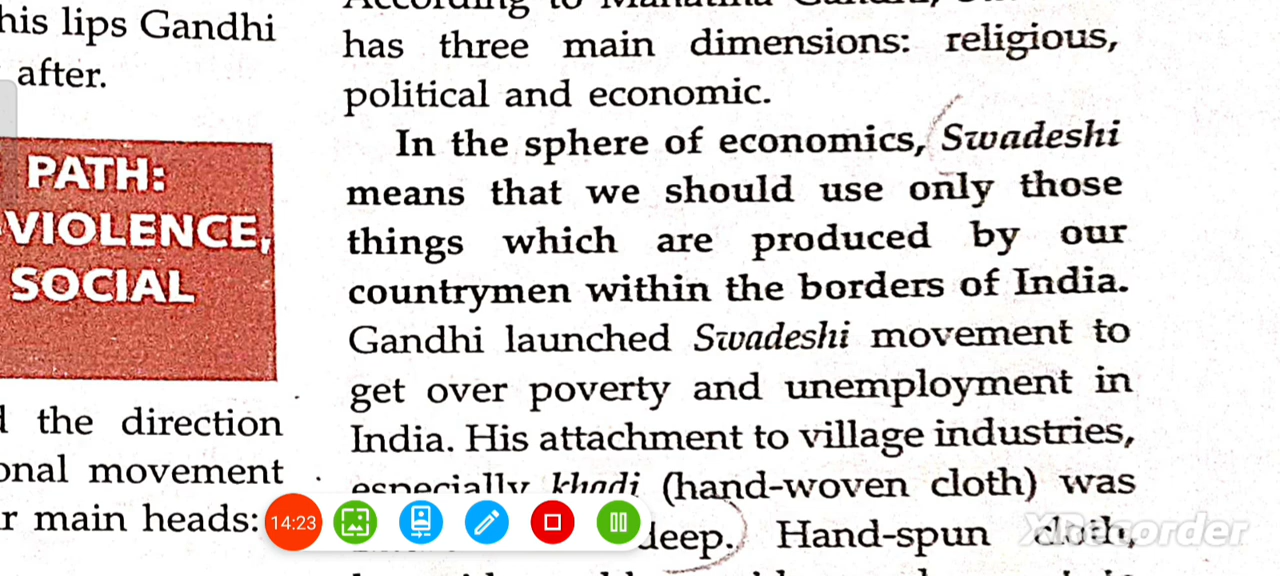 his lips Gandhi
after.
PATH:
VIOLENCE,
SOCIAL
the direction
onal movement
r main heads:
has three main dimensions: religious,
political and economic.
In the sphere of economics, Swadeshi
means that we should use only those
things which are produced by our
countrymen within the borders of India.
Gandhi launched Swadeshi movement to
get over poverty and unemployment in
India. His attachment to village industries,
especially khadi (hand-woven cloth) was
deep. Hand-spun cloth,
14:23
XRecorder